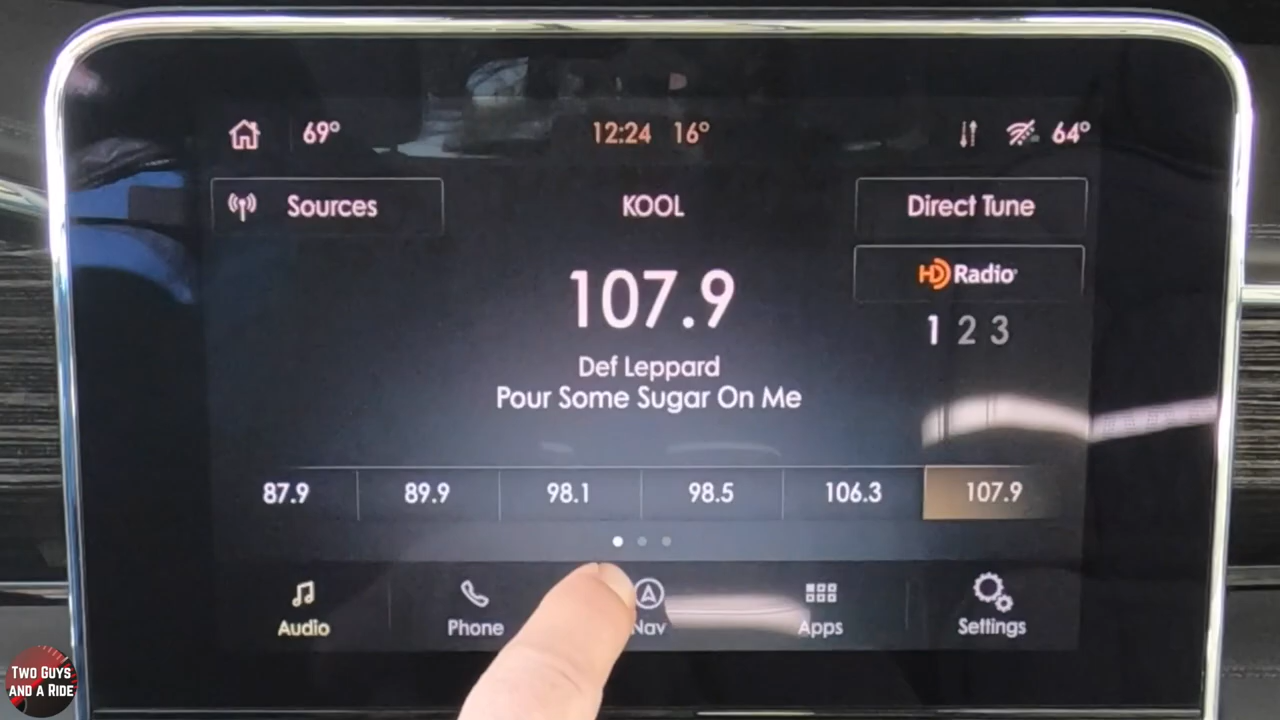 69° 12:24 16° 64°
Sources KOOL Direct Tune
HD Radio
107.9
1 2 3
Def Leppard
Pour Some Sugar On Me
87.9 89.9 98.1 98.5 106.3 107.9
Audio Phone Nav Apps Settings
TWO GUYS
AND A RIDE